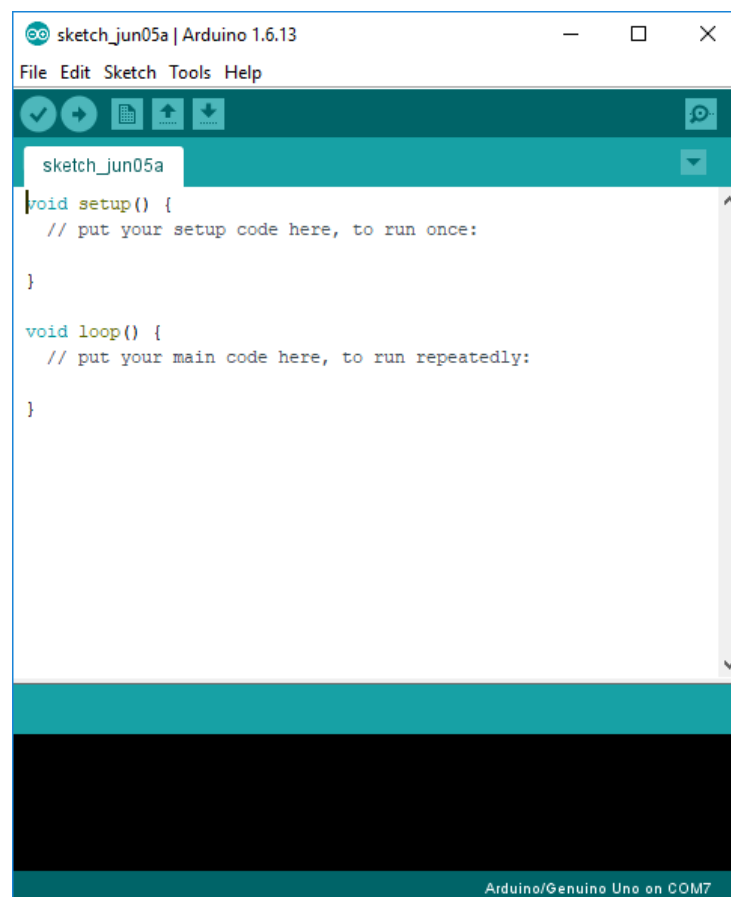 sketch_jun05a | Arduino 1.6.13
File Edit Sketch Tools Help
sketch_jun05a
void setup() {
  // put your setup code here, to run once:
}
void loop() {
  // put your main code here, to run repeatedly:
}
Arduino/Genuino Uno on COM7